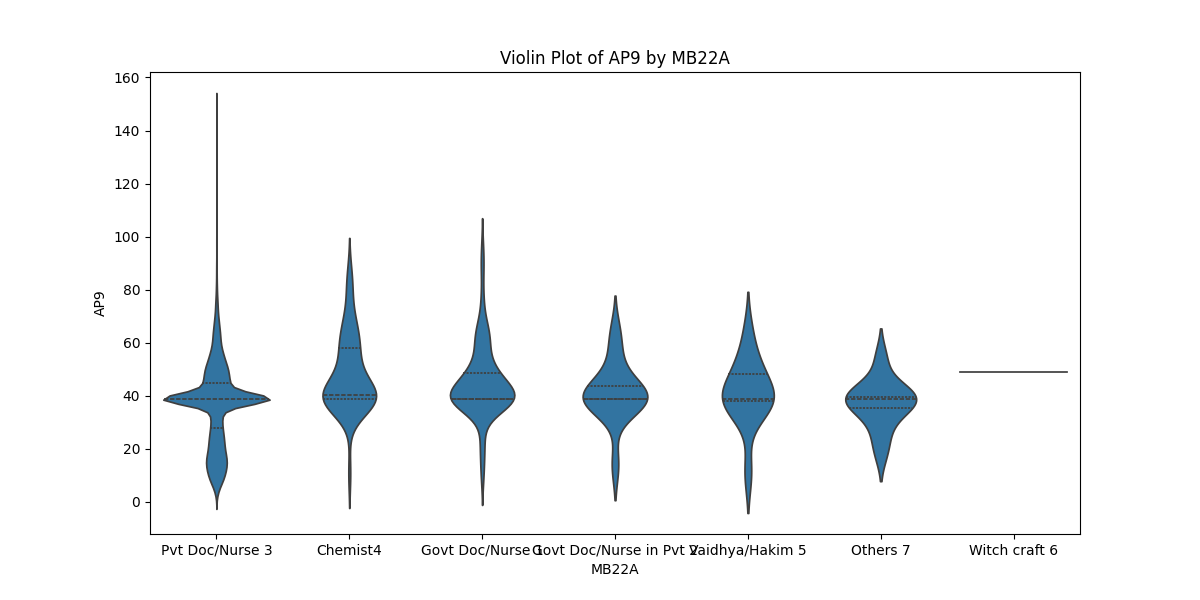 Violin Plot of AP9 by MB22A
160
140
120
100
80
60
40
20
0
AP9
Pvt Doc/Nurse 3
Chemist4
Govt Doc/Nurse 1
Govt Doc/Nurse in Pvt 2
Vaidhya/Hakim 5
Others 7
Witch craft 6
MB22A